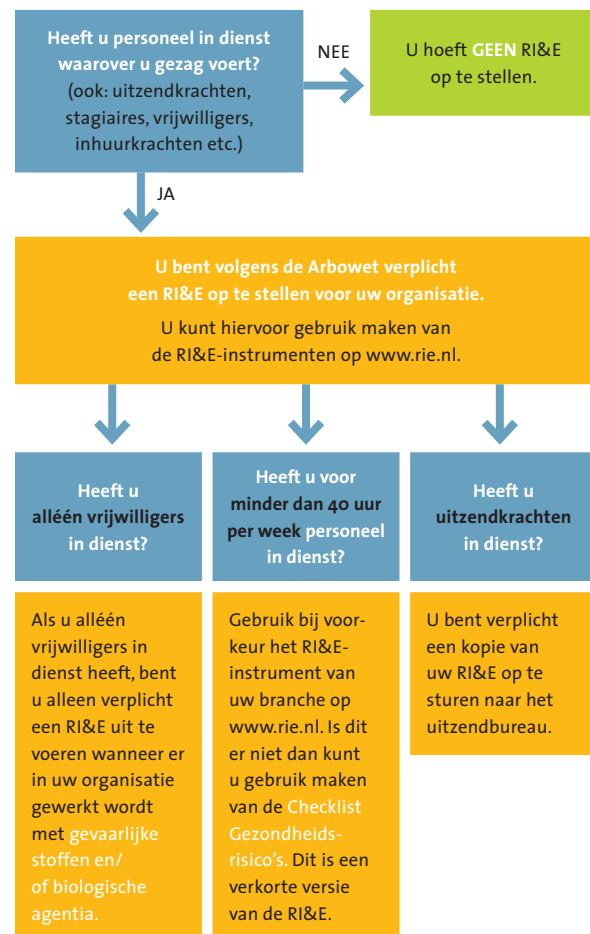 Heeft u personeel in dienst
waarover u gezag voert?
(ook: uitzendkrachten,
stagiaires, vrijwilligers,
inhuurkrachten etc.)
NEE
U hoeft GEEN RI&E
op te stellen.
JA
U bent volgens de Arbowet verplicht
een RI&E op te stellen voor uw organisatie.
U kunt hiervoor gebruik maken van
de RI&E-instrumenten op www.rie.nl.
Heeft u
alléén vrijwilligers
in dienst?
Heeft u voor
minder dan 40 uur
per week personeel
in dienst?
Heeft u
uitzendkrachten
in dienst?
Als u alléén
vrijwilligers in
dienst heeft, bent
u alleen verplicht
een RI&E uit te
voeren wanneer er
in uw organisatie
gewerkt wordt
met gevaarlijke
stoffen en/
of biologische
agentia.
Gebruik bij voor-
keur het RI&E-
instrument van
uw branche op
www.rie.nl. Is dit
er niet dan kunt
u gebruik maken
van de Checklist
Gezondheids-
risico's. Dit is een
verkorte versie
van de RI&E.
U bent verplicht
een kopie van
uw RI&E op te
sturen naar het
uitzendbureau.